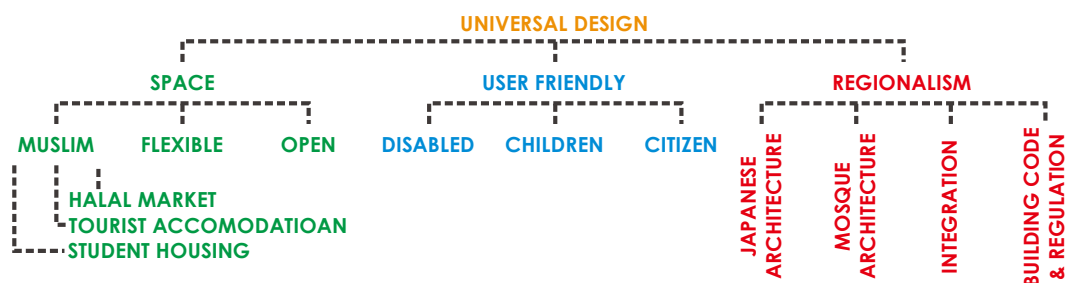 UNIVERSAL DESIGN
SPACE
USER FRIENDLY
REGIONALISM
MUSLIM
FLEXIBLE
OPEN
DISABLED
CHILDREN
CITIZEN
JAPANESE
ARCHITECTURE
MOSQUE
ARCHITECTURE
INTEGRATION
BUILDING CODE
& REGULATION
HALAL MARKET
TOURIST ACCOMODATIOAN
STUDENT HOUSING